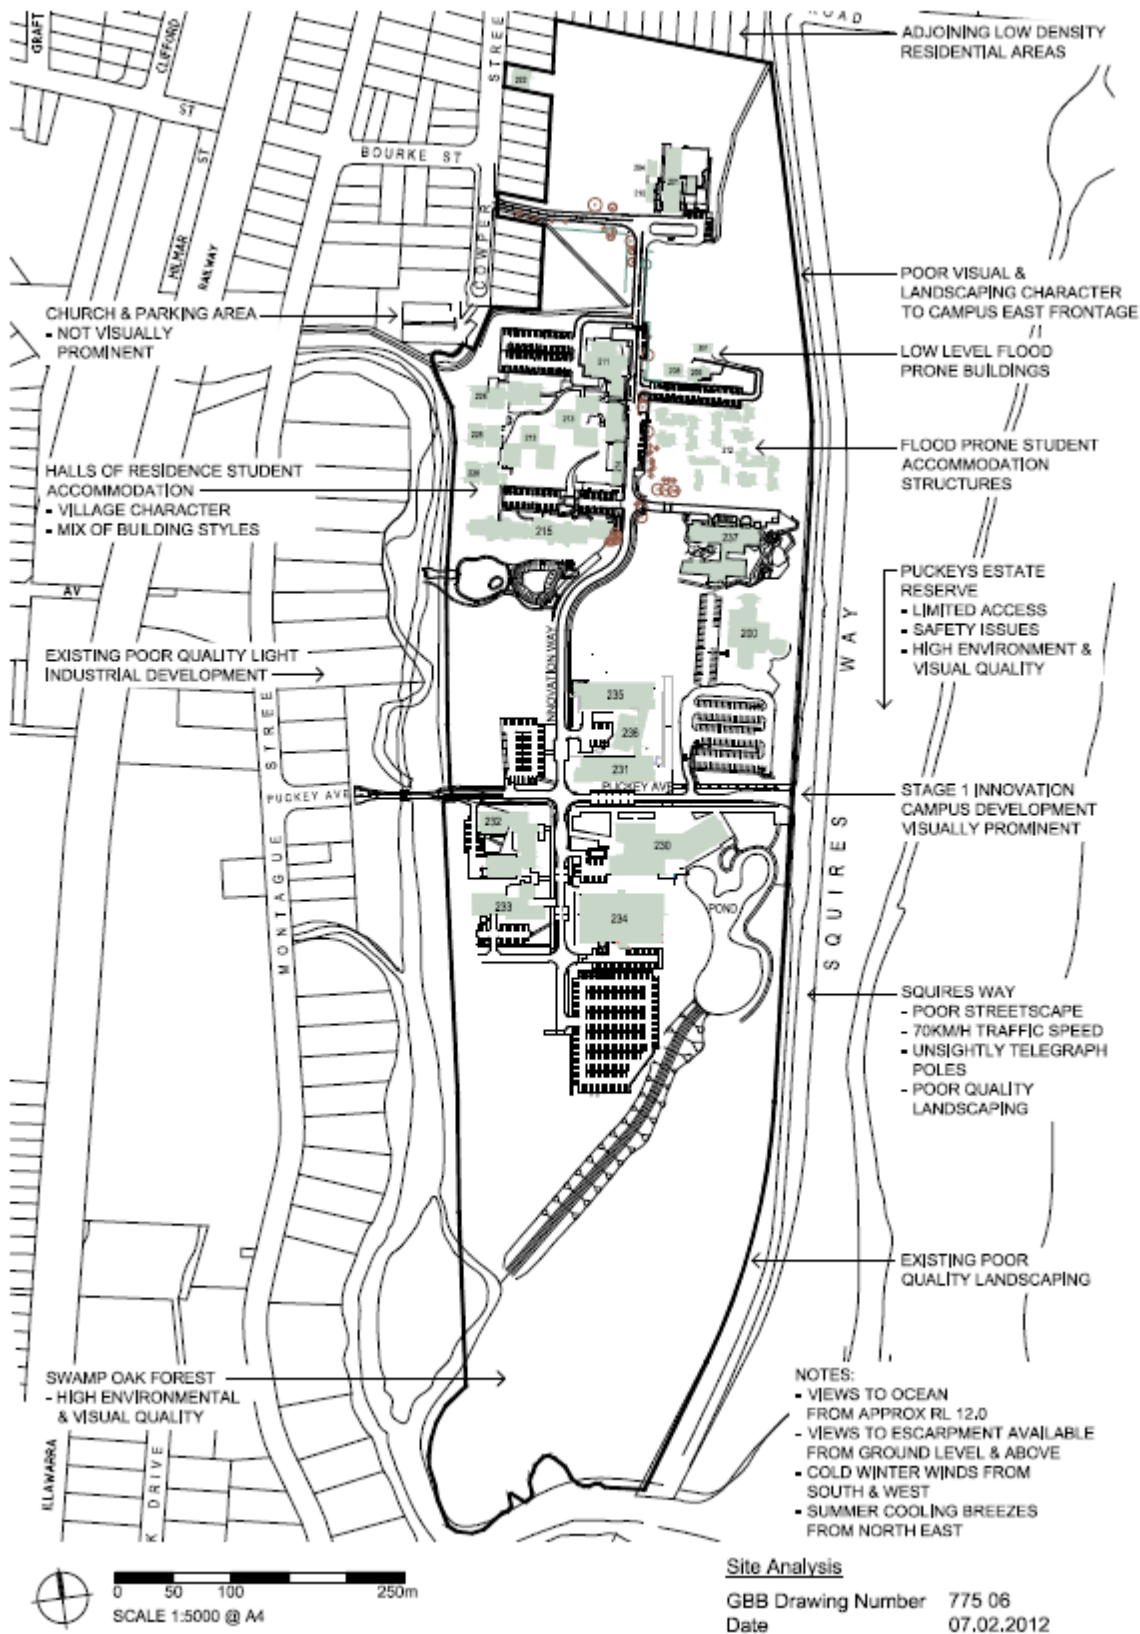 ROAD
GRAFT
CLIFFORD
STREE
ADJOINING LOW DENSITY
RESIDENTIAL AREAS
ST
BOURKE ST
ST
HILMAR
RAILWAY
COWPER
POOR VISUAL &
LANDSCAPING CHARACTER
TO CAMPUS EAST FRONTAGE
CHURCH & PARKING AREA
- NOT VISUALLY
PROMINENT
LOW LEVEL FLOOD
PRONE BUILDINGS
211
213
FLOOD PRONE STUDENT
ACCOMMODATION
STRUCTURES
212
HALLS OF RESIDENCE STUDENT
ACCOMMODATION
- VILLAGE CHARACTER
- MIX OF BUILDING STYLES
215
237
PUCKEYS ESTATE
RESERVE
- LIMITED ACCESS
- SAFETY ISSUES
- HIGH ENVIRONMENT &
VISUAL QUALITY
AV
200
WAY
INNOVATION WAY
EXISTING POOR QUALITY LIGHT
INDUSTRIAL DEVELOPMENT
235
236
231
STREE
PUCKEY AVE
PUCKEY AVE
STAGE 1 INNOVATION
CAMPUS DEVELOPMENT
VISUALLY PROMINENT
232
230
MONTAGUE
SQUIRES
233
234
POND
SQUIRES WAY
- POOR STREETSCAPE
- 70KM/H TRAFFIC SPEED
- UNSIGHTLY TELEGRAPH
POLES
- POOR QUALITY
LANDSCAPING
EXISTING POOR
QUALITY LANDSCAPING
SWAMP OAK FOREST
- HIGH ENVIRONMENTAL
& VISUAL QUALITY
ILLAWARRA
K DRIVE
NOTES:
- VIEWS TO OCEAN
FROM APPROX RL 12.0
- VIEWS TO ESCARPMENT AVAILABLE
FROM GROUND LEVEL & ABOVE
- COLD WINTER WINDS FROM
SOUTH & WEST
- SUMMER COOLING BREEZES
FROM NORTH EAST
0 50 100 250m
SCALE 1:5000 @ A4
Site Analysis
GBB Drawing Number 775 06
Date 07.02.2012